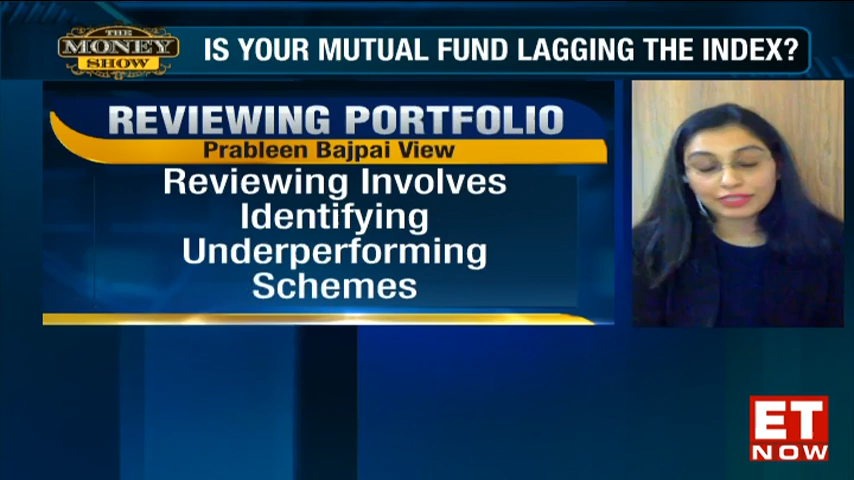 THE
MONEY
SHOW
IS YOUR MUTUAL FUND LAGGING THE INDEX?
REVIEWING PORTFOLIO
Prableen Bajpai View
Reviewing Involves
Identifying
Underperforming
Schemes
ET
NOW